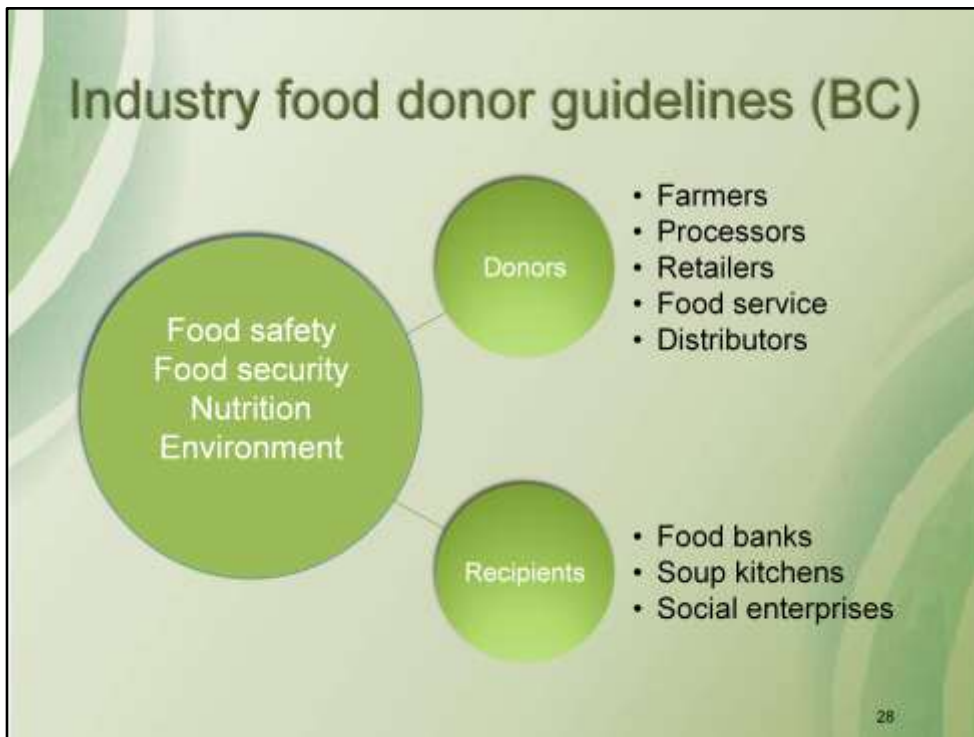 Industry food donor guidelines (BC)
Food safety
Food security
Nutrition
Environment
Donors
• Farmers
• Processors
• Retailers
• Food service
• Distributors
Recipients
• Food banks
• Soup kitchens
• Social enterprises
28